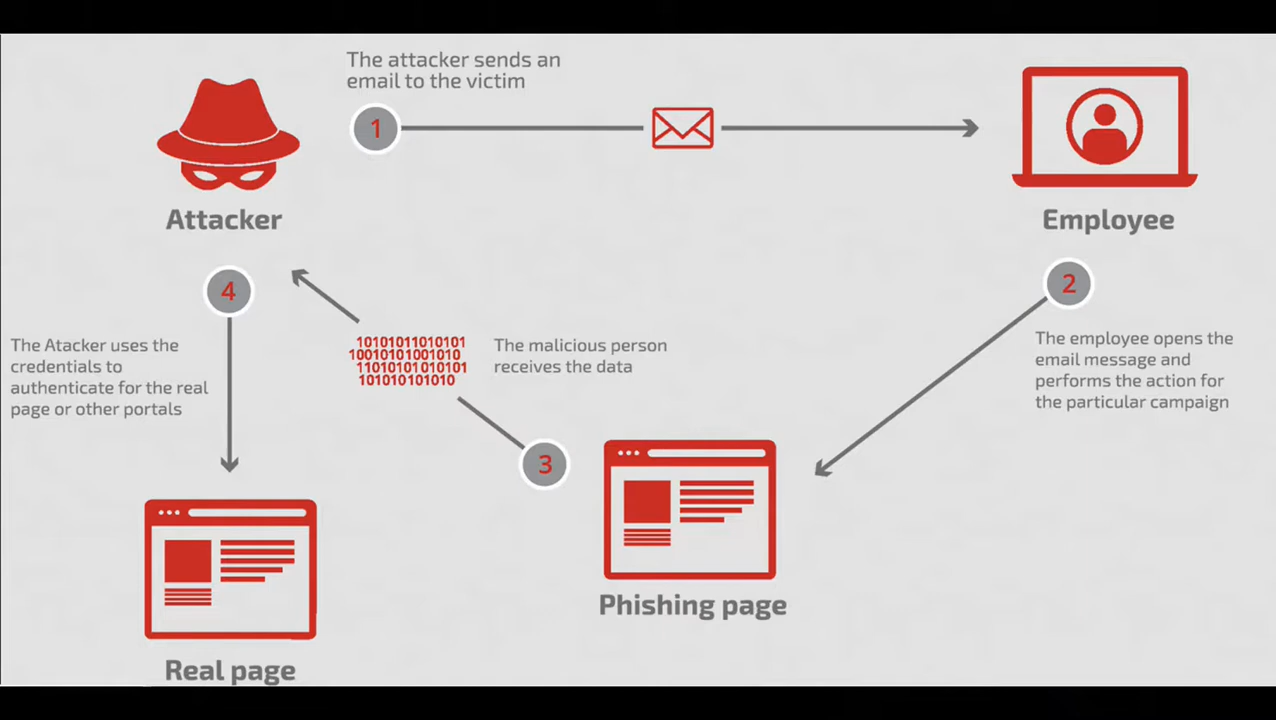 The attacker sends an
email to the victim
1
Attacker
Employee
2
The employee opens the
email message and
performs the action for
the particular campaign
4
The Atacker uses the
credentials to
authenticate for the real
page or other portals
10101011010101
10010101001010
11010101010101
101010101010
The malicious person
receives the data
3
Phishing page
Real page